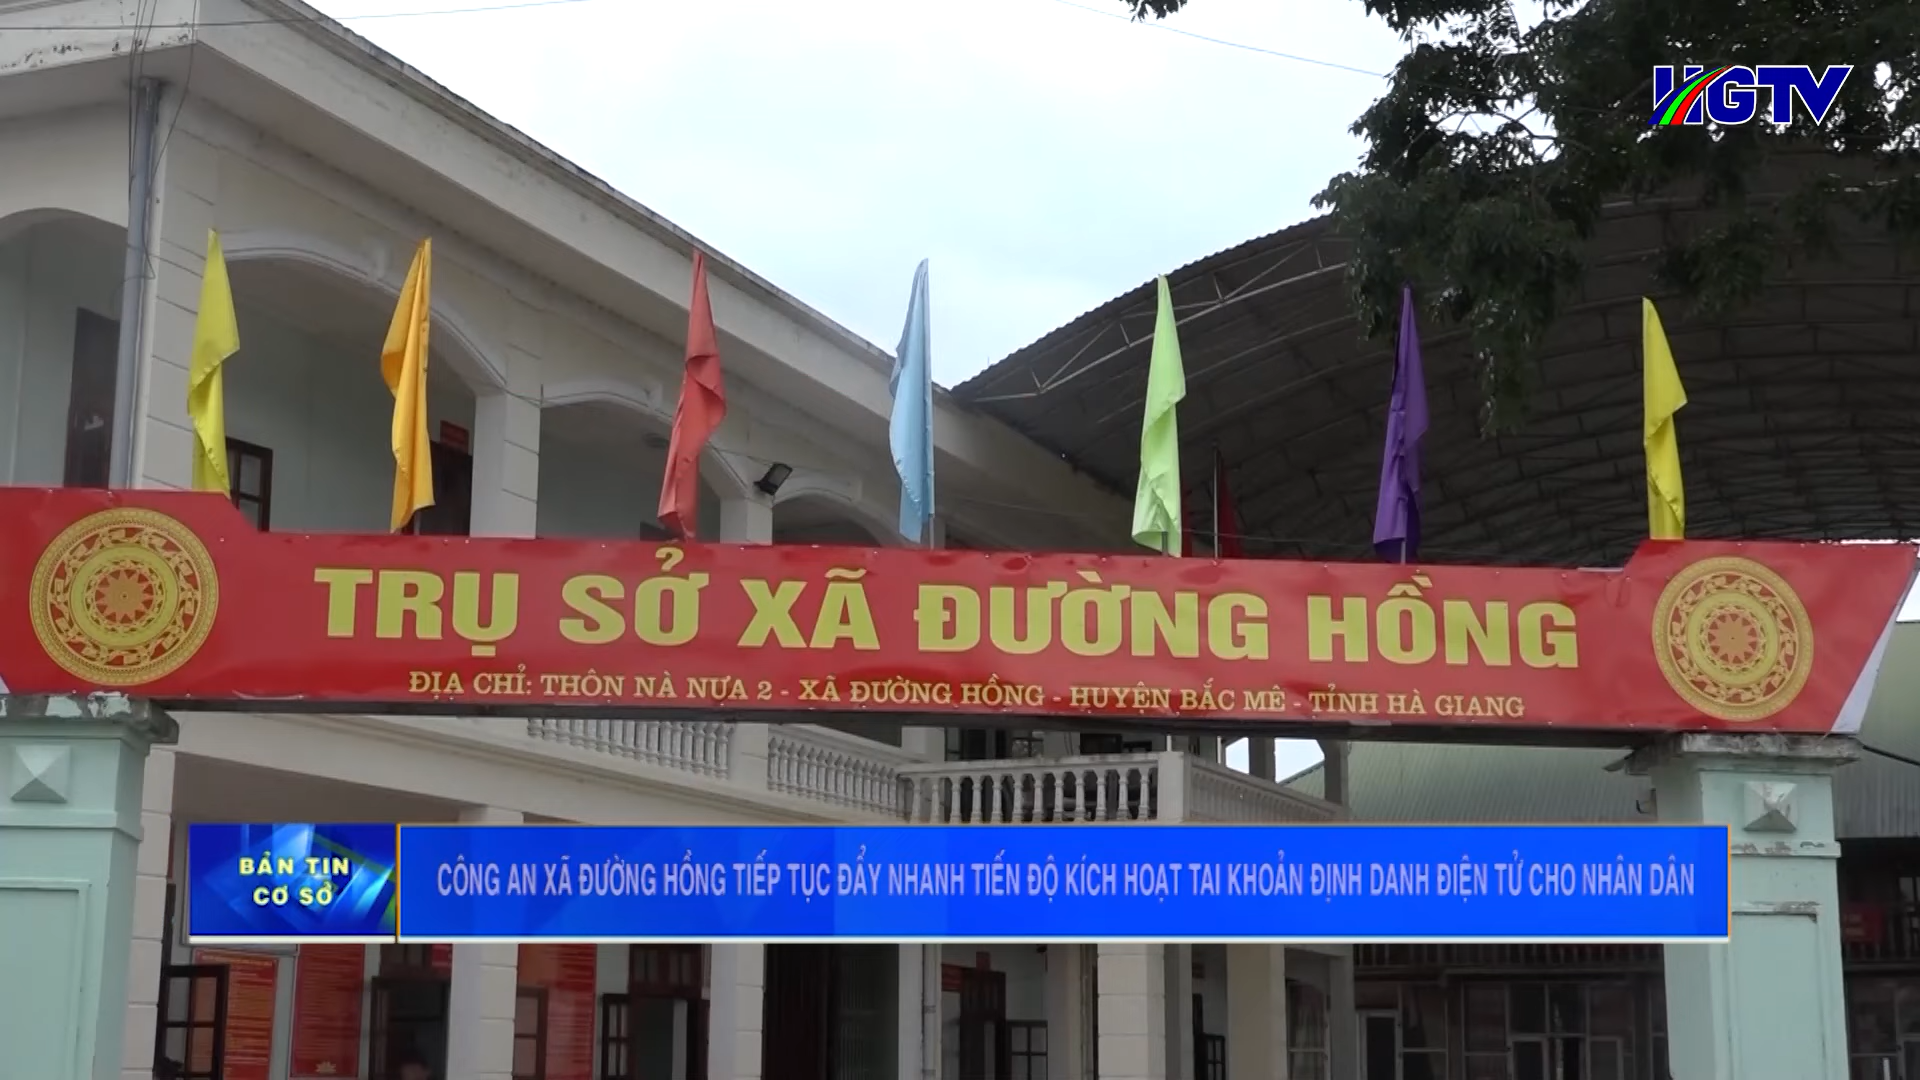 HGTV
TRỤ SỞ XÃ ĐƯỜNG HỒNG
ĐỊA CHỈ: THÔN NÀ NƯA 2 - XÃ ĐƯỜNG HỒNG - HUYỆN BẮC MÊ - TỈNH HÀ GIANG
BẢN TIN
CƠ SỞ
CÔNG AN XÃ ĐƯỜNG HỒNG TIẾP TỤC ĐẨY NHANH TIẾN ĐỘ KÍCH HOẠT TAI KHOẢN ĐỊNH DANH ĐIỆN TỬ CHO NHÂN DÂN